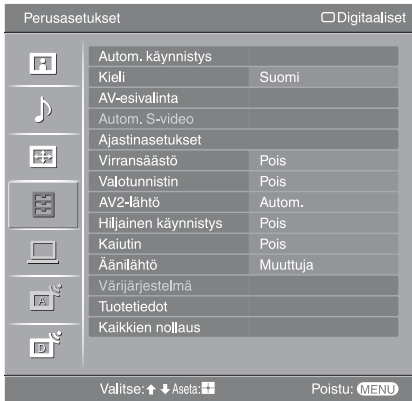 Perusasetukset Digitaaliset
Autom. käynnistys
Kieli Suomi
AV-esivalinta
Autom. S-video
Ajastinasetukset
Virransäästö Pois
Valotunnistin Pois
AV2-lähtö Autom.
Hiljainen käynnistys Pois
Kaiutin Pois
Äänilähtö Muuttuja
Värijärjestelmä
Tuotetiedot
Kaikkien nollaus
A
D
Valitse: Aseta: Poistu: MENU